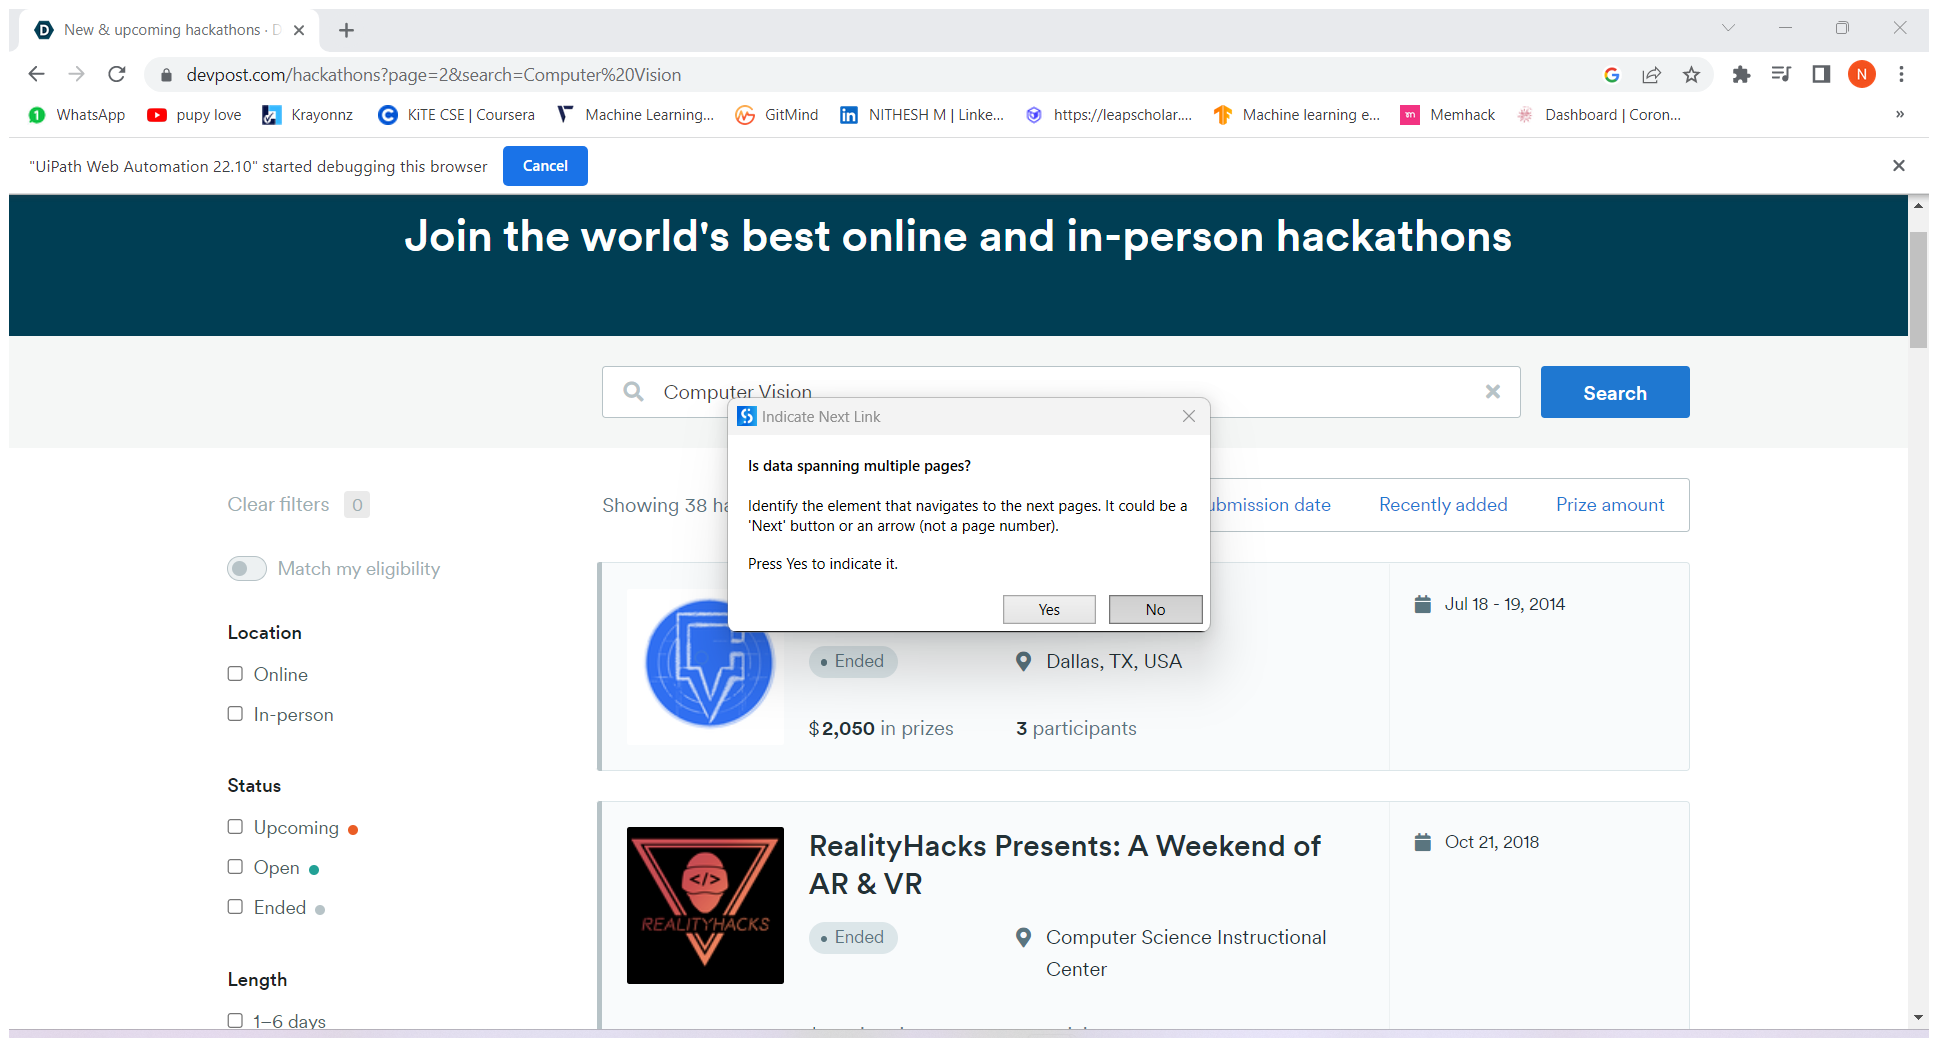 New & upcoming hackathons · D
devpost.com/hackathons?page=2&search=Computer%20Vision
N
1 WhatsApp pupy love Krayonnz KiTE CSE | Coursera Machine Learning... GitMind NITHESH M | Linke... https://leapscholar.... Machine learning e... Memhack Dashboard | Coron... »
"UiPath Web Automation 22.10" started debugging this browser Cancel
Join the world's best online and in-person hackathons
Computer Vision
Search
Indicate Next Link
Is data spanning multiple pages?
Identify the element that navigates to the next pages. It could be a
'Next' button or an arrow (not a page number).
Press Yes to indicate it.
Yes No
Clear filters 0
Match my eligibility
Location
Online
In-person
Status
Upcoming
Open
Ended
Length
1–6 days
Showing 38 ha
ubmission date Recently added Prize amount
Jul 18 - 19, 2014
Ended Dallas, TX, USA
$2,050 in prizes 3 participants
REALITYHACKS
RealityHacks Presents: A Weekend of
AR & VR
Oct 21, 2018
Ended Computer Science Instructional
Center